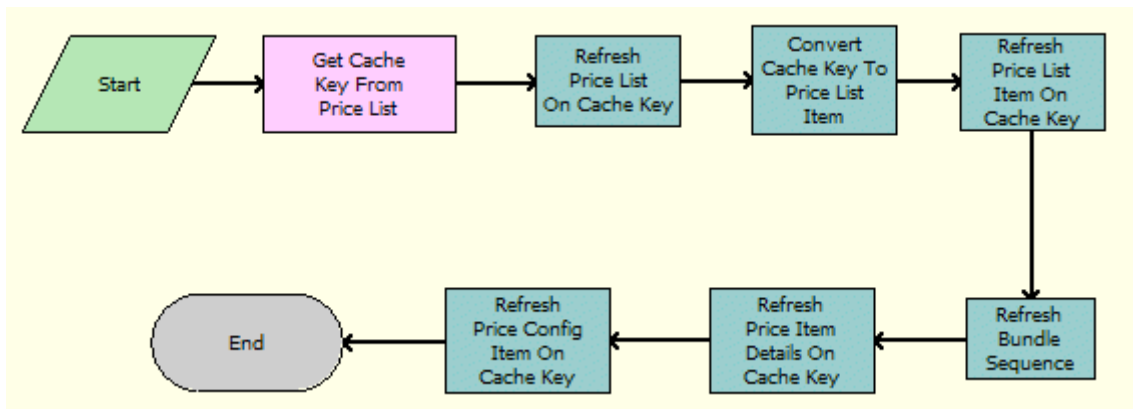 Start
Get Cache
Key From
Price List
Refresh
Price List
On Cache Key
Convert
Cache Key To
Price List
Item
Refresh
Price List
Item On
Cache Key
Refresh
Bundle
Sequence
Refresh
Price Item
Details On
Cache Key
Refresh
Price Config
Item On
Cache Key
End